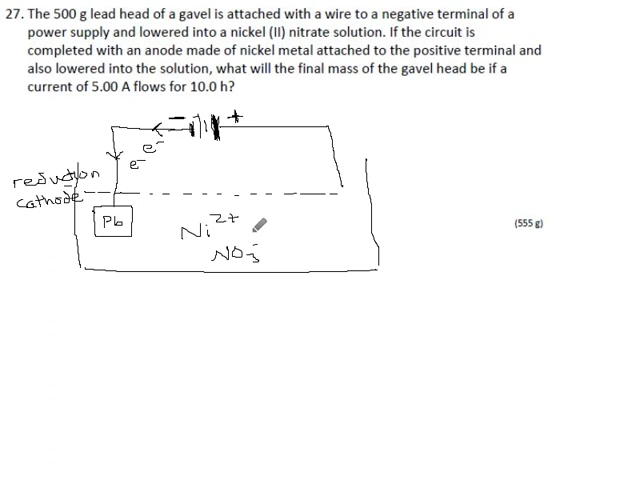 27. The 500 g lead head of a gavel is attached with a wire to a negative terminal of a
power supply and lowered into a nickel (II) nitrate solution. If the circuit is
completed with an anode made of nickel metal attached to the positive terminal and
also lowered into the solution, what will the final mass of the gavel head be if a
current of 5.00 A flows for 10.0 h?
- +
e-
e-
reduction
cathode
Pb
Ni2+
NO3-
(555 g)